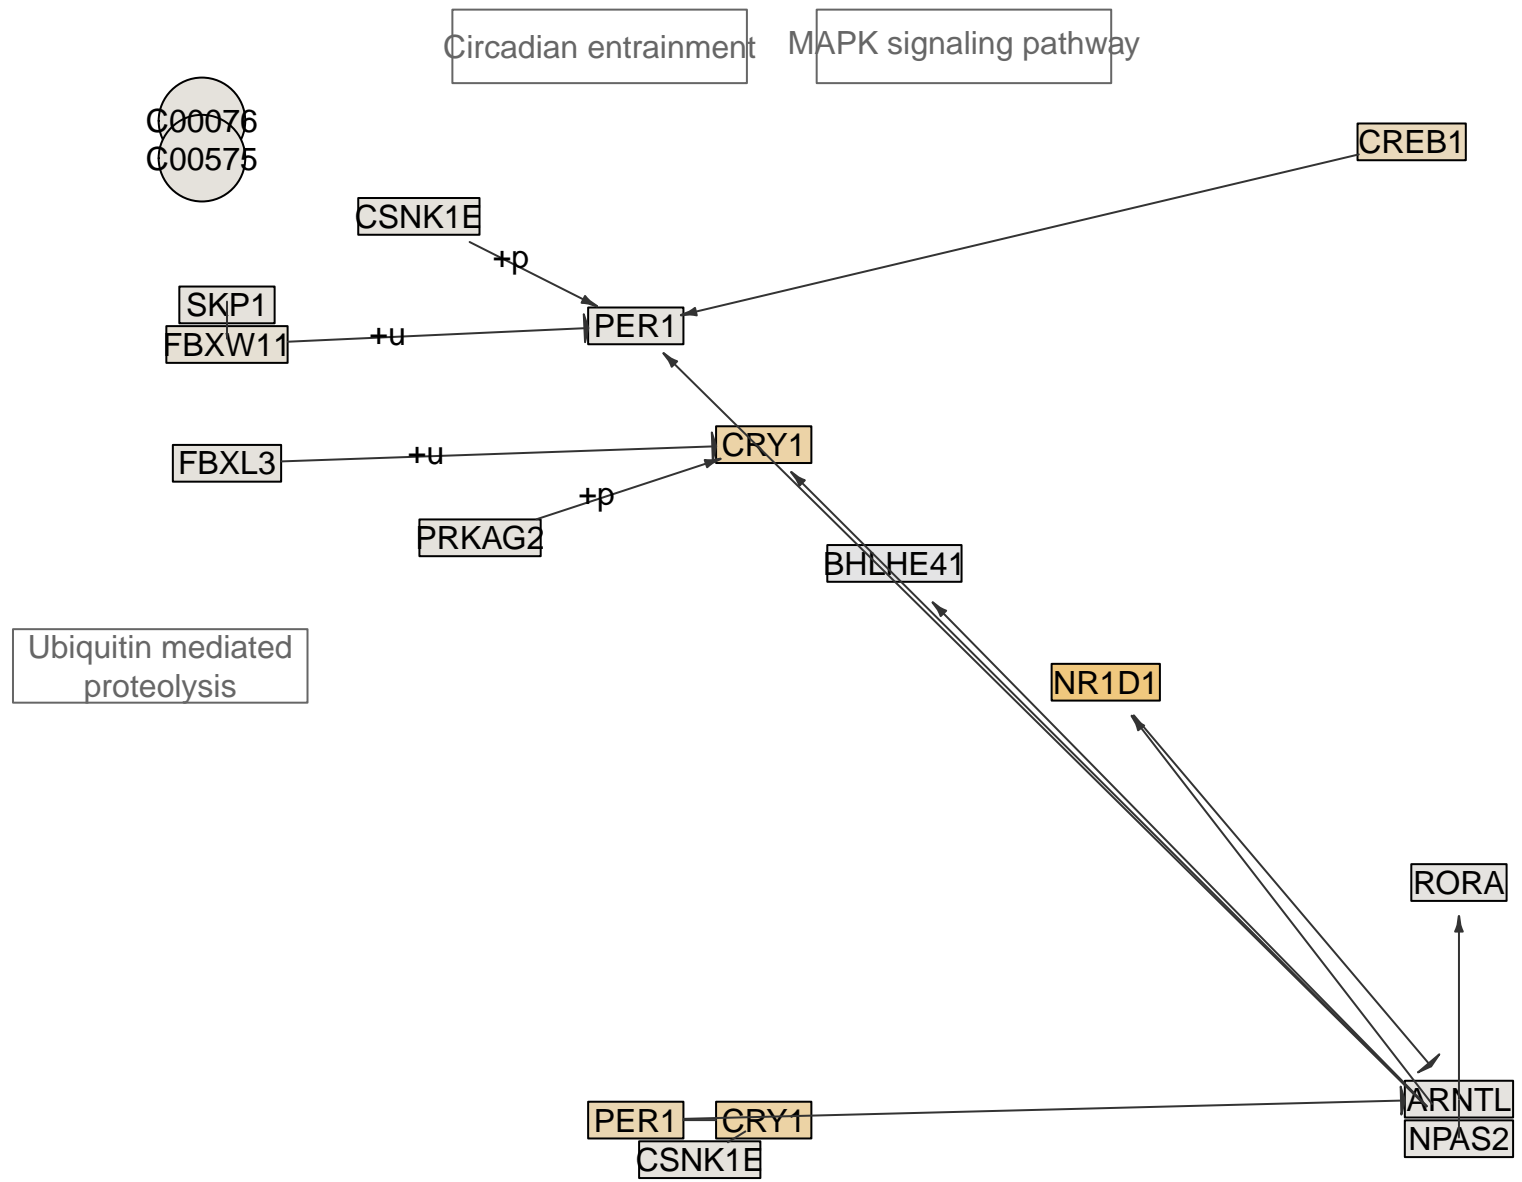 Circadian entrainment
MAPK signaling pathway
C00076
C00575
CREB1
CSNK1E
+p
SKP1
FBXW11
+u
PER1
CRY1
FBXL3
+u
+p
PRKAG2
BHLHE41
Ubiquitin mediated
proteolysis
NR1D1
RORA
ARNTL
NPAS2
PER1
CRY1
CSNK1E